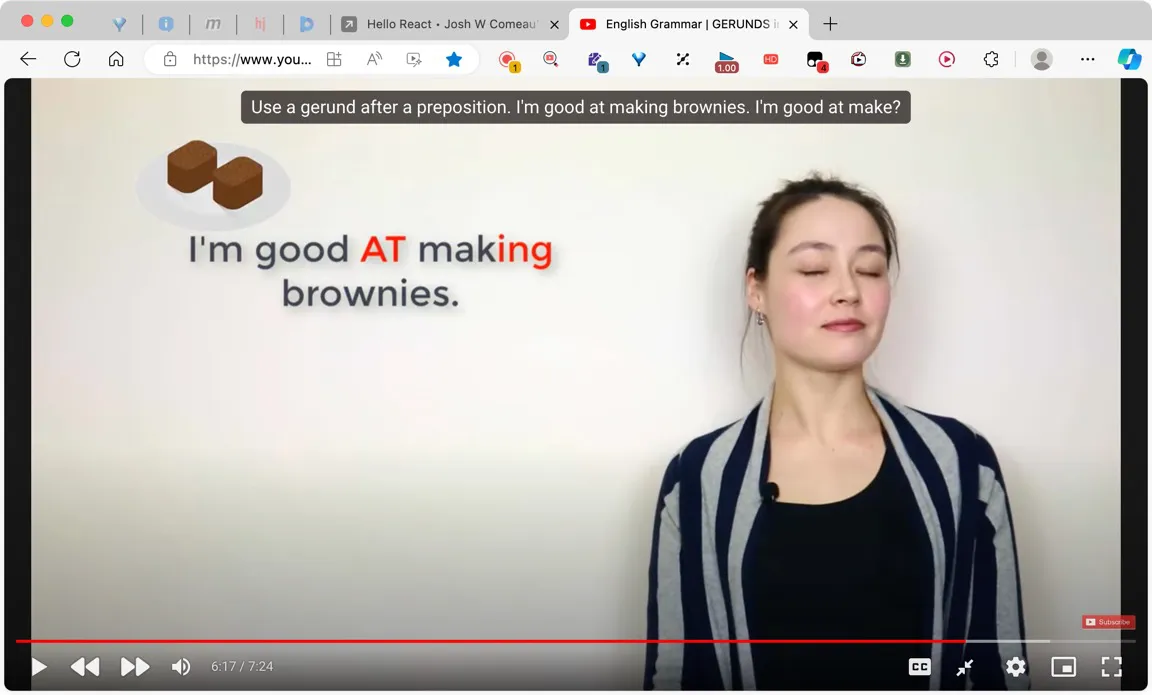 m
hj
Hello React • Josh W Comeau
English Grammar | GERUNDS i
https://www.you...
1
1
1.00
HD
4
Use a gerund after a preposition. I'm good at making brownies. I'm good at make?
I'm good AT making
brownies.
Subscribe
6:17 / 7:24
CC